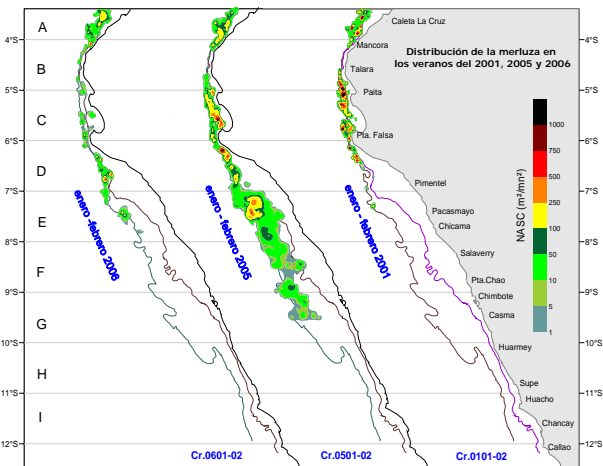 A
B
C
D
E
F
G
H
I
4°S
5°S
6°S
7°S
8°S
9°S
10°S
11°S
12°S
Distribución de la merluza en
los veranos del 2001, 2005 y 2006
Caleta La Cruz
Mancora
Talara
Paita
Pta. Falsa
Pimentel
Pacasmayo
Chicama
Salaverry
Pta.Chao
Chimbote
Casma
Huarmey
Supe
Huacho
Chancay
Callao
NASC (m²/mn²)
1000
750
500
250
100
50
10
5
1
enero-febrero 2006
enero - febrero 2005
enero - febrero 2001
Cr.0601-02
Cr.0501-02
Cr.0101-02